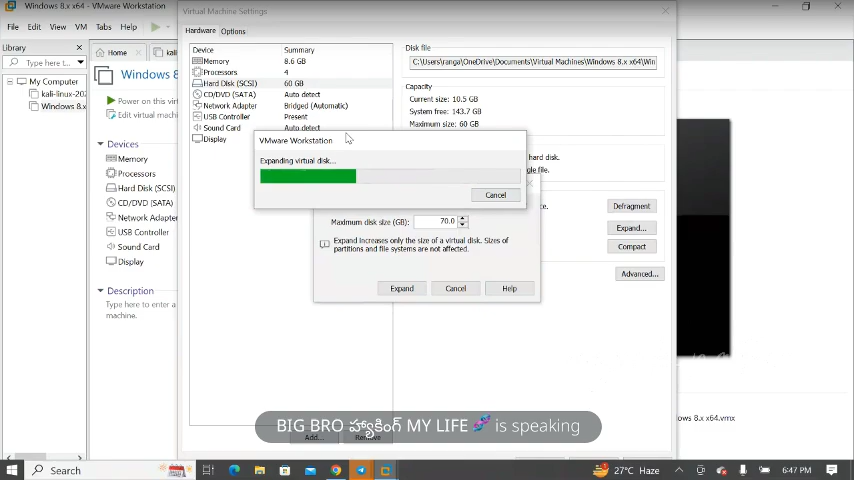 Windows 8.x x64 - VMware Workstation
File Edit View VM Tabs Help
Library
Type here t...
My Computer
kali-linux-20
Windows 8.x
Home
kali
Windows 8
Power on this virt
Edit virtual machin
Devices
Memory
Processors
Hard Disk (SCSI)
CD/DVD (SATA)
Network Adapter
USB Controller
Sound Card
Display
Description
Type here to enter a
machine.
Virtual Machine Settings
Hardware Options
Device Summary
Memory 8.6 GB
Processors 4
Hard Disk (SCSI) 60 GB
CD/DVD (SATA) Auto detect
Network Adapter Bridged (Automatic)
USB Controller Present
Sound Card Auto detect
Display
Disk file
C:\Users\ranga\OneDrive\Documents\Virtual Machines\Windows 8.x x64\Win
Capacity
Current size: 10.5 GB
System free: 143.7 GB
Maximum size: 60 GB
hard disk.
gle file.
ce.
Defragment
Expand...
Compact
Advanced...
VMware Workstation
Expanding virtual disk...
Cancel
Maximum disk size (GB): 70.0
Expand increases only the size of a virtual disk. Sizes of
partitions and file systems are not affected.
Expand Cancel Help
Add... Remove
ows 8.x x64.vmx
BIG BRO హ్యాకింగ్ MY LIFE 🧬 is speaking
Search
27°C Haze
6:47 PM